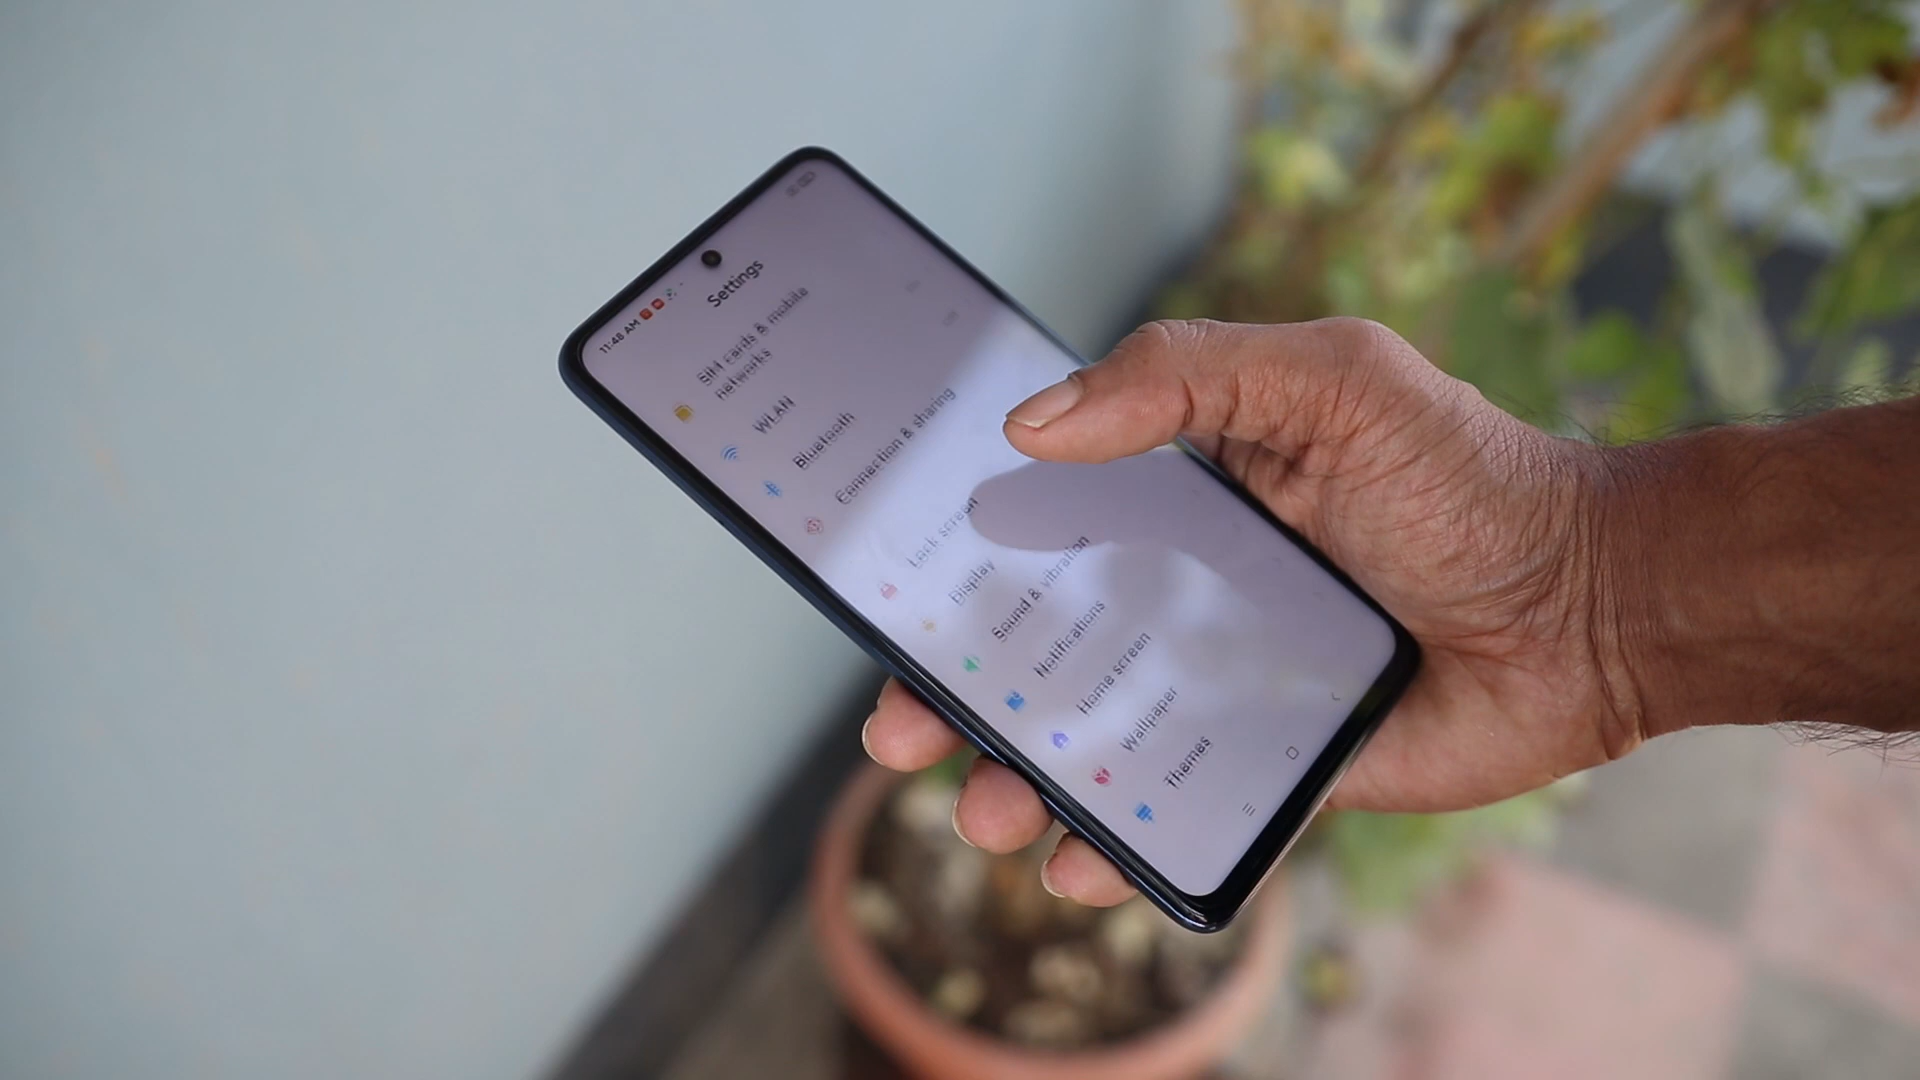 11:48 AM
Settings
SIM cards & mobile
networks
WLAN
Bluetooth
Connection & sharing
Lock screen
Display
Sound & vibration
Notifications
Home screen
Wallpaper
Themes